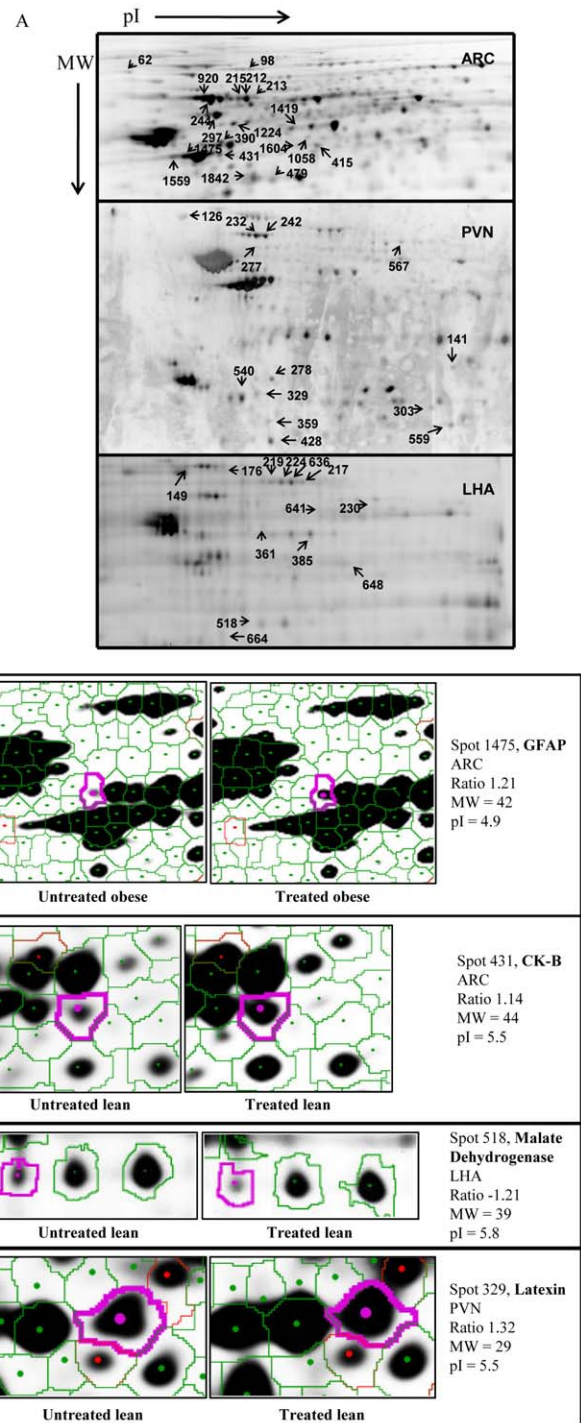 A
pI
MW
ARC
62
98
920
215
212
213
244
1419
297
390
1224
1604
1475
431
1058
415
1559
1842
479
PVN
126
232
242
277
567
141
540
278
329
303
359
559
428
LHA
149
176
219
224
636
217
641
230
361
385
648
518
664
Untreated obese
Treated obese
Spot 1475, GFAP
ARC
Ratio 1.21
MW = 42
pI = 4.9
Untreated lean
Treated lean
Spot 431, CK-B
ARC
Ratio 1.14
MW = 44
pI = 5.5
Untreated lean
Treated lean
Spot 518, Malate
Dehydrogenase
LHA
Ratio -1.21
MW = 39
pI = 5.8
Untreated lean
Treated lean
Spot 329, Latexin
PVN
Ratio 1.32
MW = 29
pI = 5.5